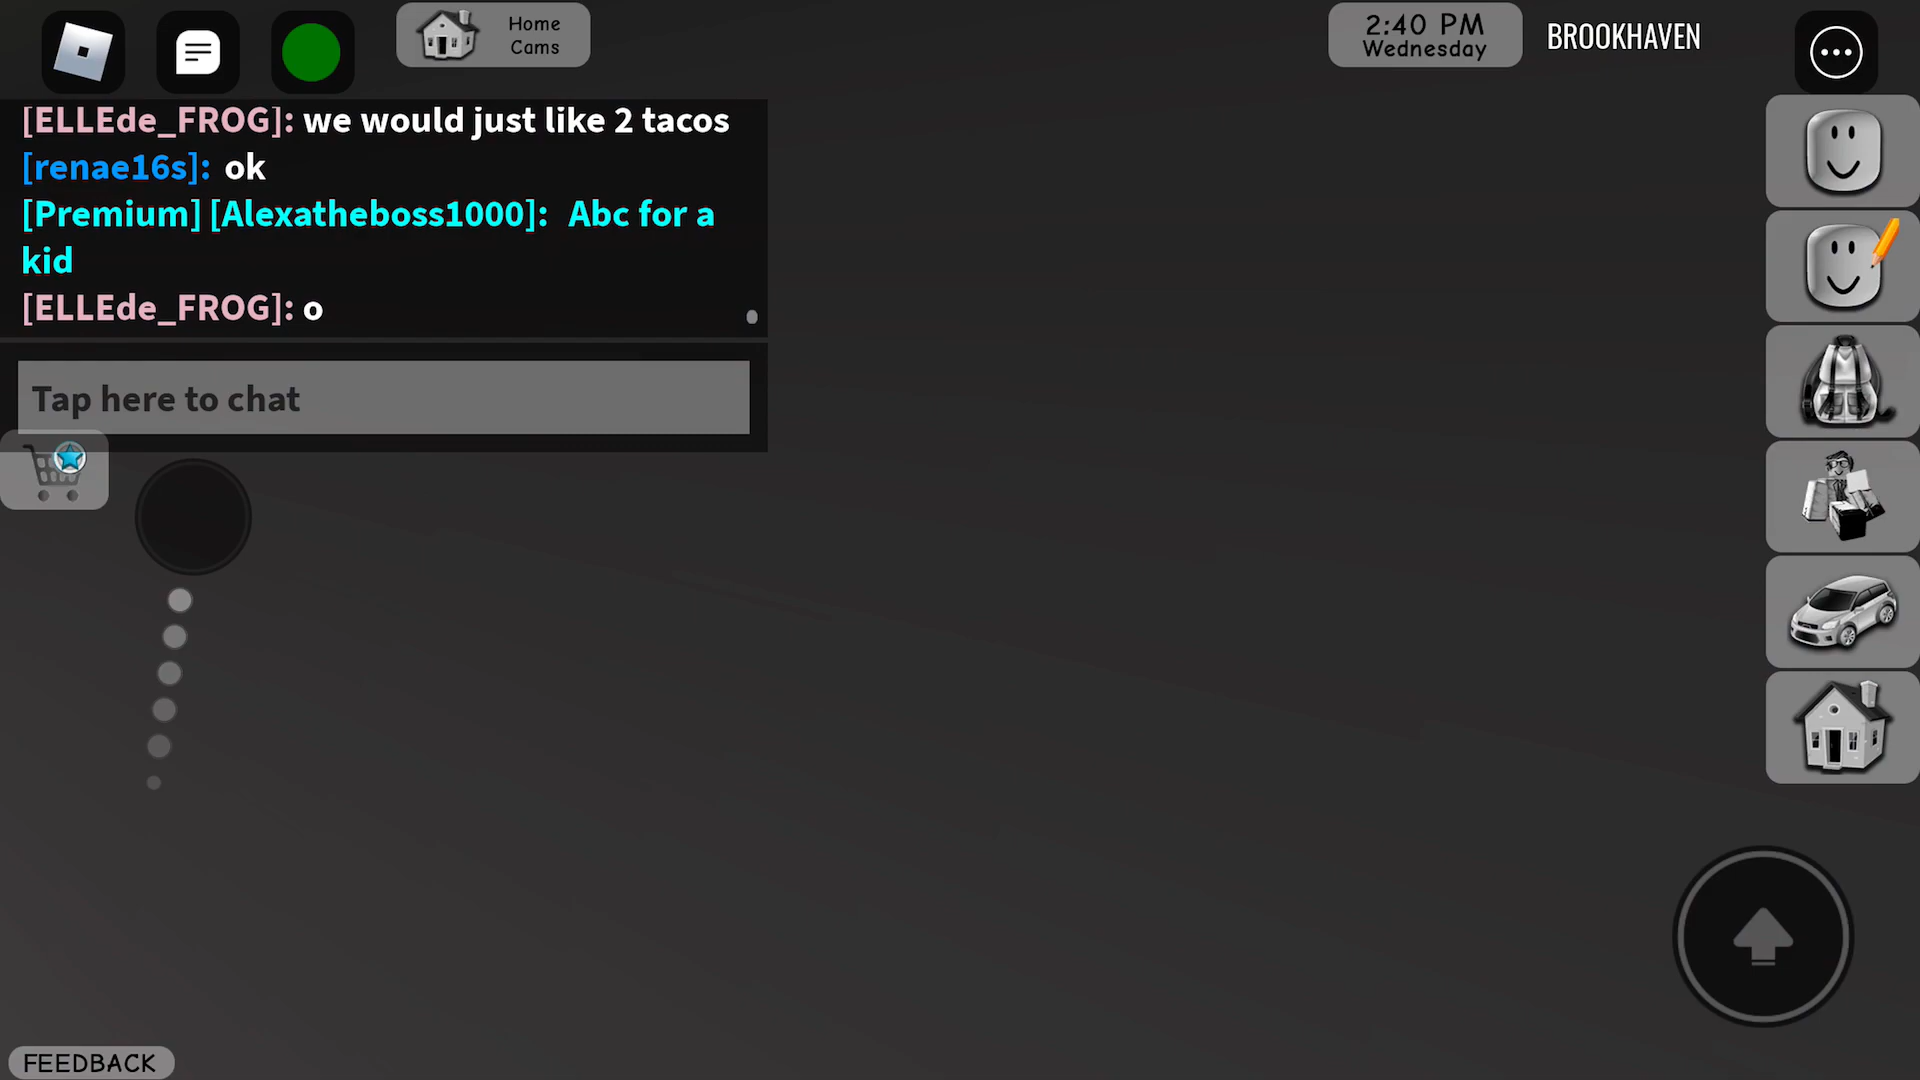 Home
Cams
2:40 PM
Wednesday
BROOKHAVEN
[ELLEde_FROG]: we would just like 2 tacos
[renae16s]: ok
[Premium] [Alexatheboss1000]: Abc for a
kid
[ELLEde_FROG]: o
Tap here to chat
FEEDBACK